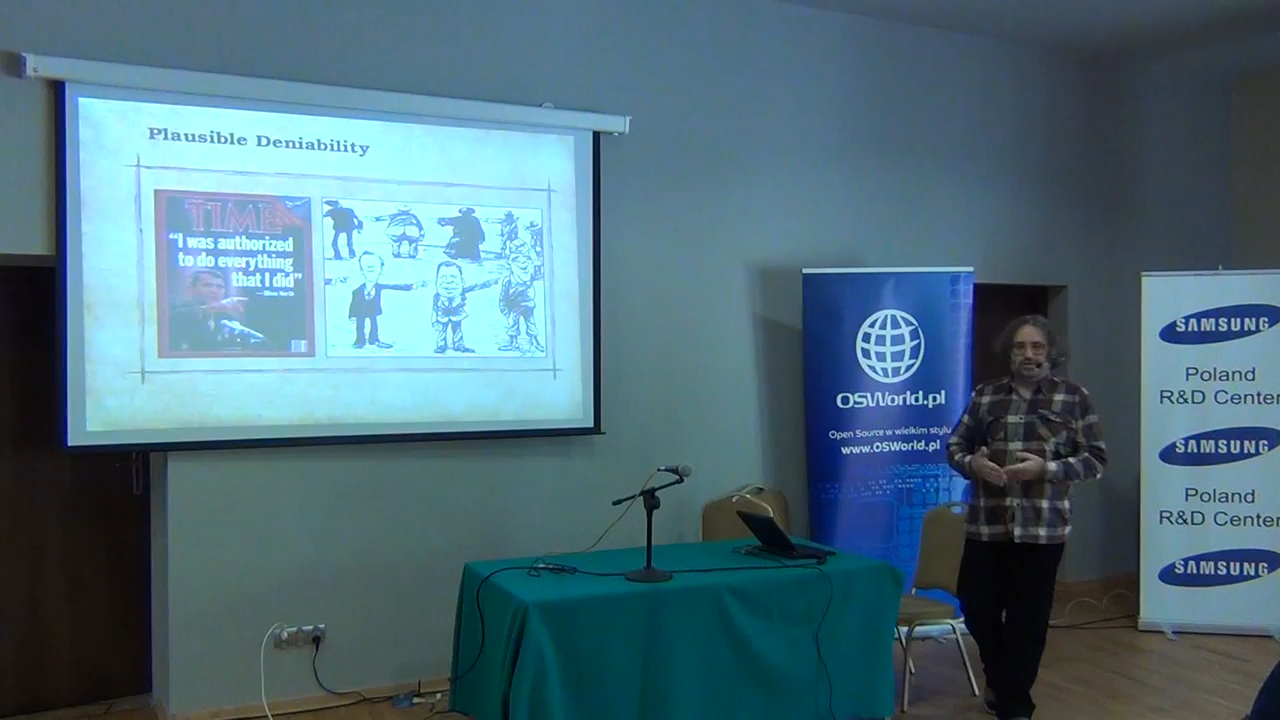 Plausible Deniability
TIME
“I was authorized
to do everything
that I did”
OSWorld.pl
Open Source w wielkim stylu
www.OSWorld.pl
SAMSUNG
Poland
R&D Center
SAMSUNG
Poland
R&D Center
SAMSUNG